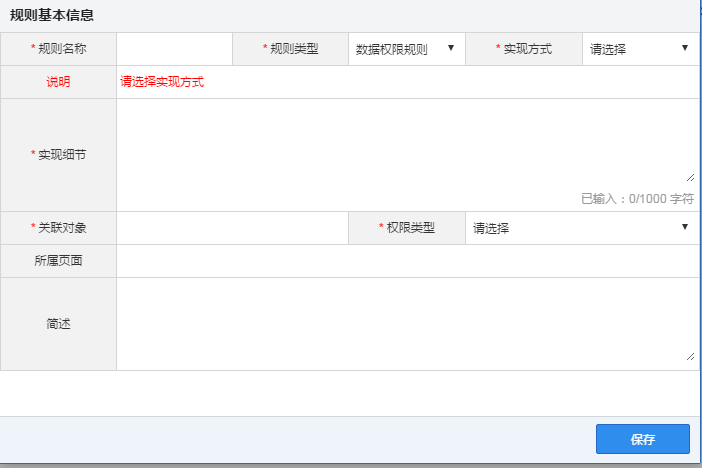 规则基本信息
* 规则名称 * 规则类型 数据权限规则 * 实现方式 请选择
说明 请选择实现方式
* 实现细节
已输入：0/1000 字符
* 关联对象 * 权限类型 请选择
所属页面
简述
保存